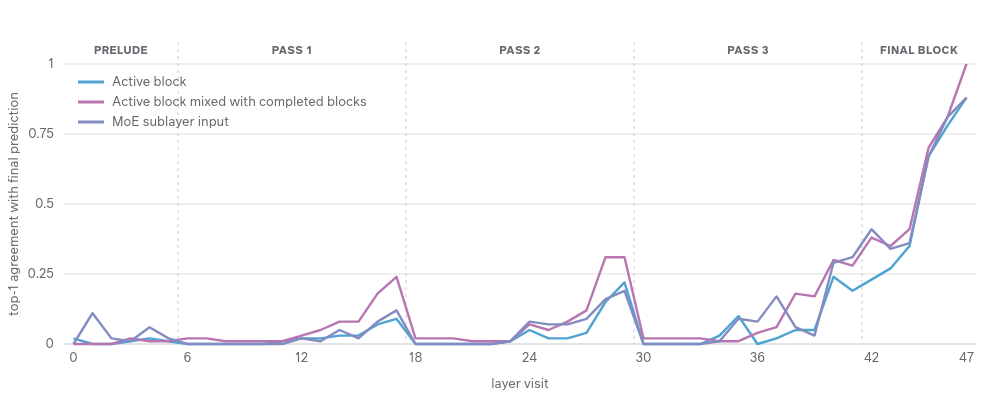 PRELUDE PASS 1 PASS 2 PASS 3 FINAL BLOCK
Active block
Active block mixed with completed blocks
MoE sublayer input
top-1 agreement with final prediction
1
0.75
0.5
0.25
0
0 6 12 18 24 30 36 42 47
layer visit